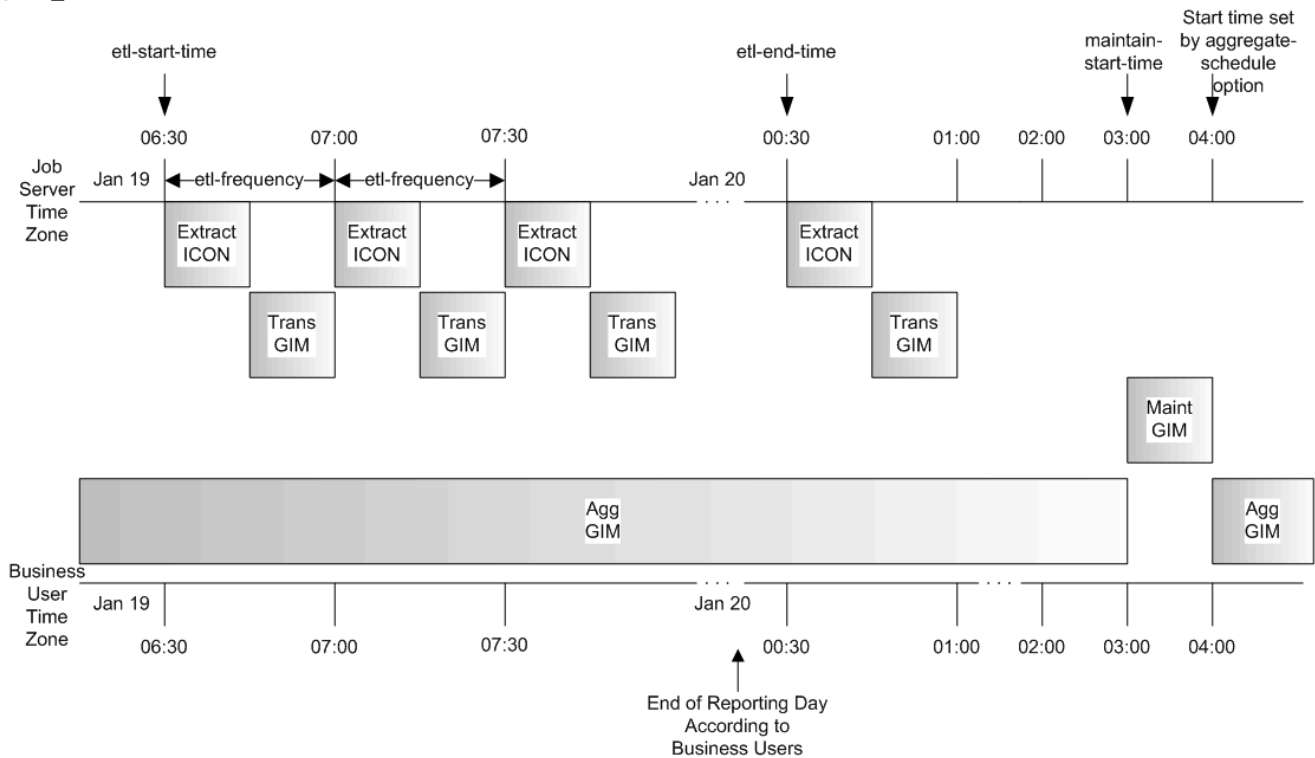 etl-start-time
etl-end-time
maintain-
start-time
Start time set
by aggregate-
schedule
option
06:30
07:00
07:30
00:30
01:00
02:00
03:00
04:00
Job
Server
Time
Zone
Jan 19
etl-frequency
etl-frequency
Jan 20
. . .
Extract
ICON
Extract
ICON
Extract
ICON
Extract
ICON
Trans
GIM
Trans
GIM
Trans
GIM
Trans
GIM
Maint
GIM
Agg
GIM
Agg
GIM
Business
User
Time
Zone
Jan 19
. . .
Jan 20
. . .
06:30
07:00
07:30
00:30
01:00
02:00
03:00
04:00
End of Reporting Day
According to
Business Users